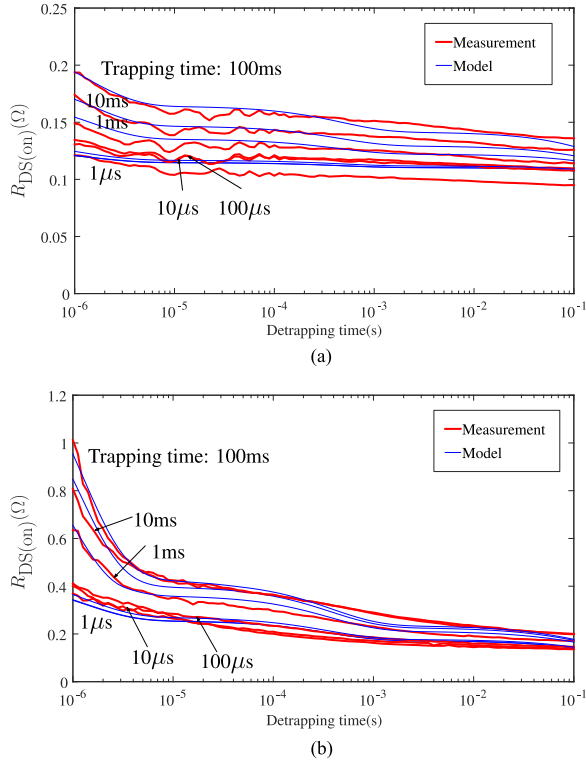 0.25
0.2
0.15
0.1
0.05
0
R_DS(on)(Ω)
Trapping time: 100ms
10ms
1ms
1μs
10μs
100μs
Measurement
Model
10^-6
10^-5
10^-4
10^-3
10^-2
10^-1
Detrapping time(s)
(a)
1.2
1
0.8
0.6
0.4
0.2
0
R_DS(on)(Ω)
Measurement
Model
Trapping time: 100ms
10ms
1ms
1μs
10μs
100μs
10^-6
10^-5
10^-4
10^-3
10^-2
10^-1
Detrapping time(s)
(b)